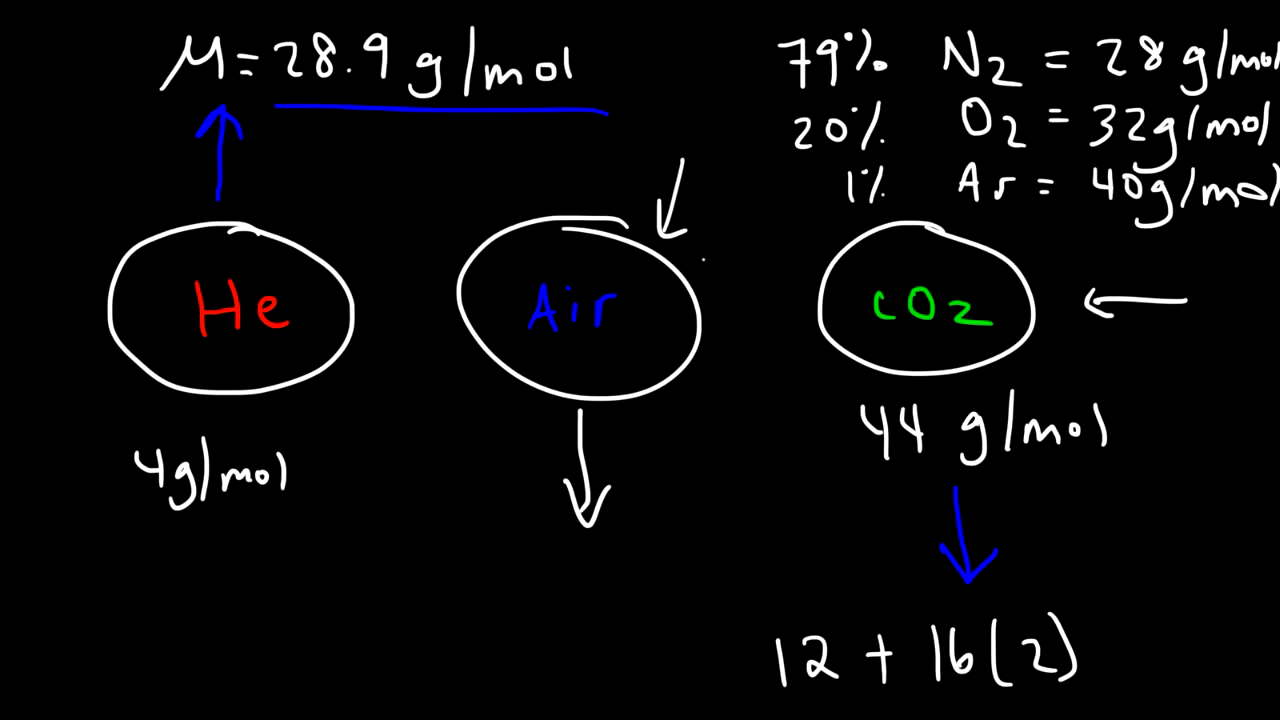 M = 28.9 g/mol
79% N2 = 28 g/mol
20% O2 = 32 g/mol
1% Ar = 40 g/mol
He
Air
CO2
4 g/mol
44 g/mol
12 + 16(2)